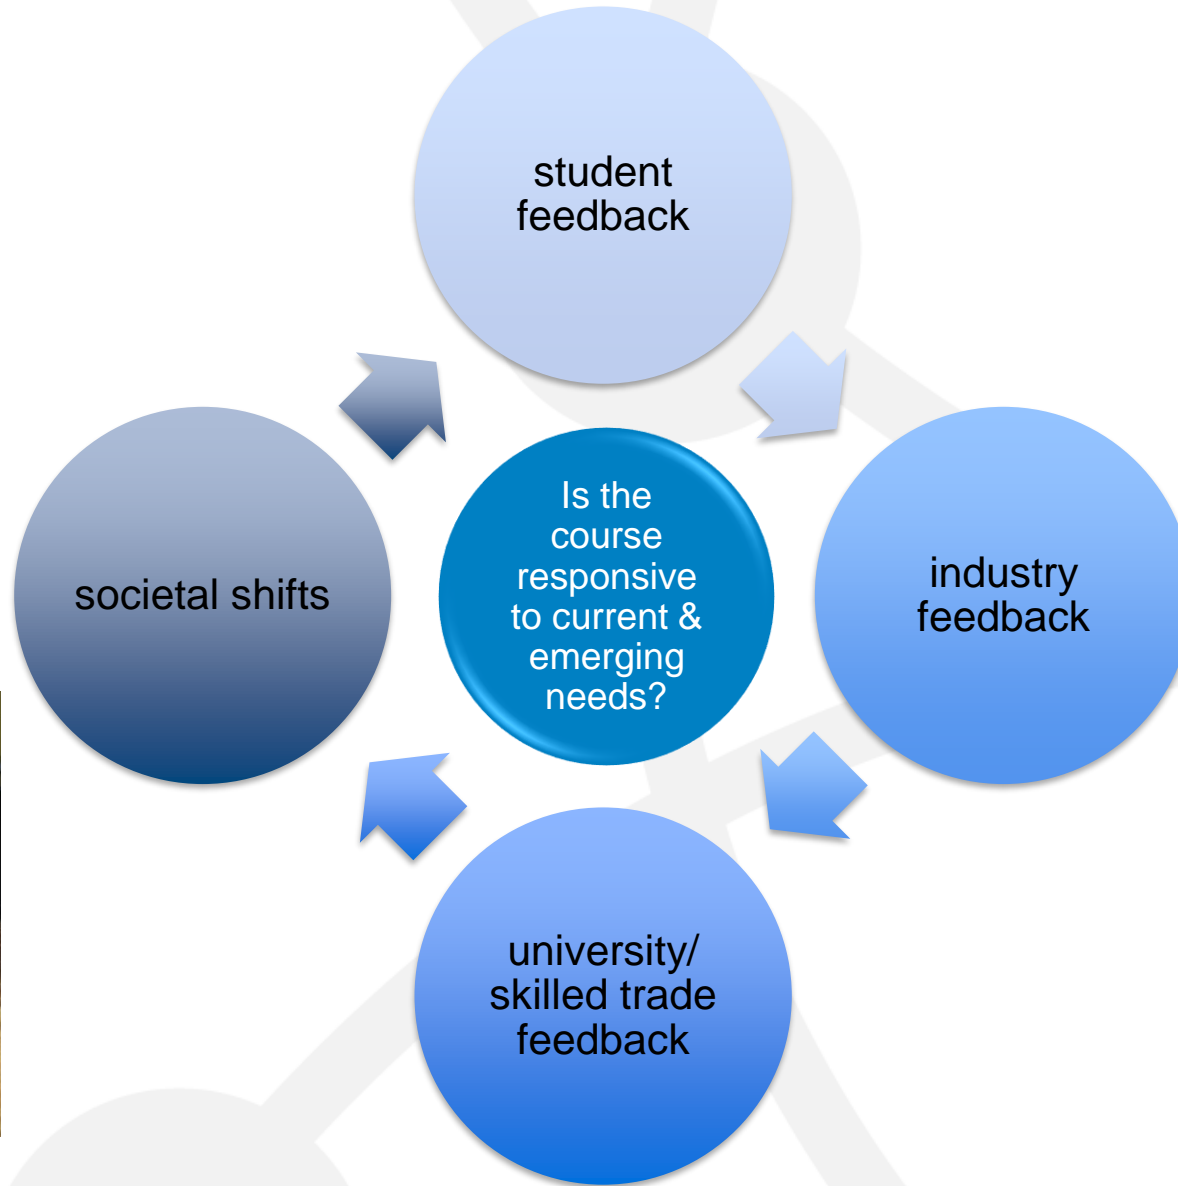 student
feedback
societal shifts
Is the
course
responsive
to current &
emerging
needs?
industry
feedback
university/
skilled trade
feedback